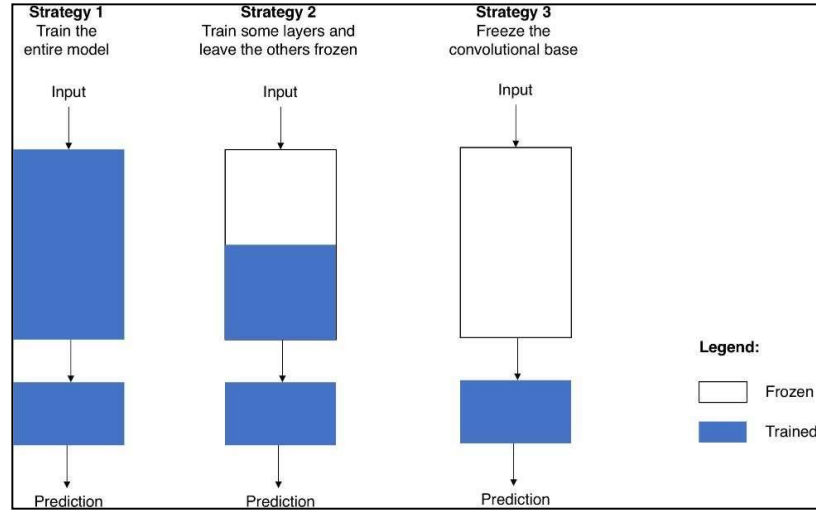 Strategy 1
Train the
entire model
Input
Prediction
Strategy 2
Train some layers and
leave the others frozen
Input
Prediction
Strategy 3
Freeze the
convolutional base
Input
Prediction
Legend:
Frozen
Trained